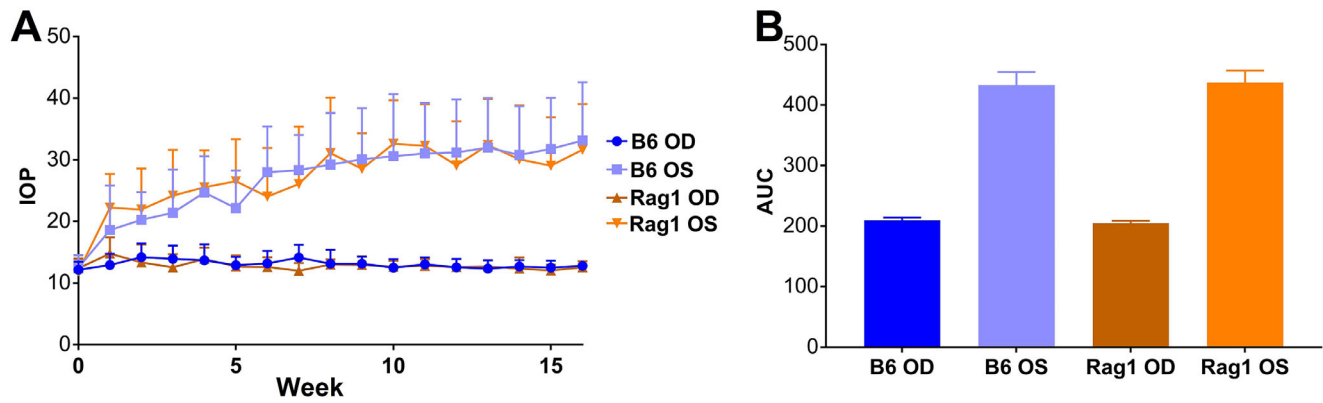 A
IOP
50
40
30
20
10
0
0 5 10 15
Week
B6 OD
B6 OS
Rag1 OD
Rag1 OS
B
AUC
500
400
300
200
100
0
B6 OD B6 OS Rag1 OD Rag1 OS